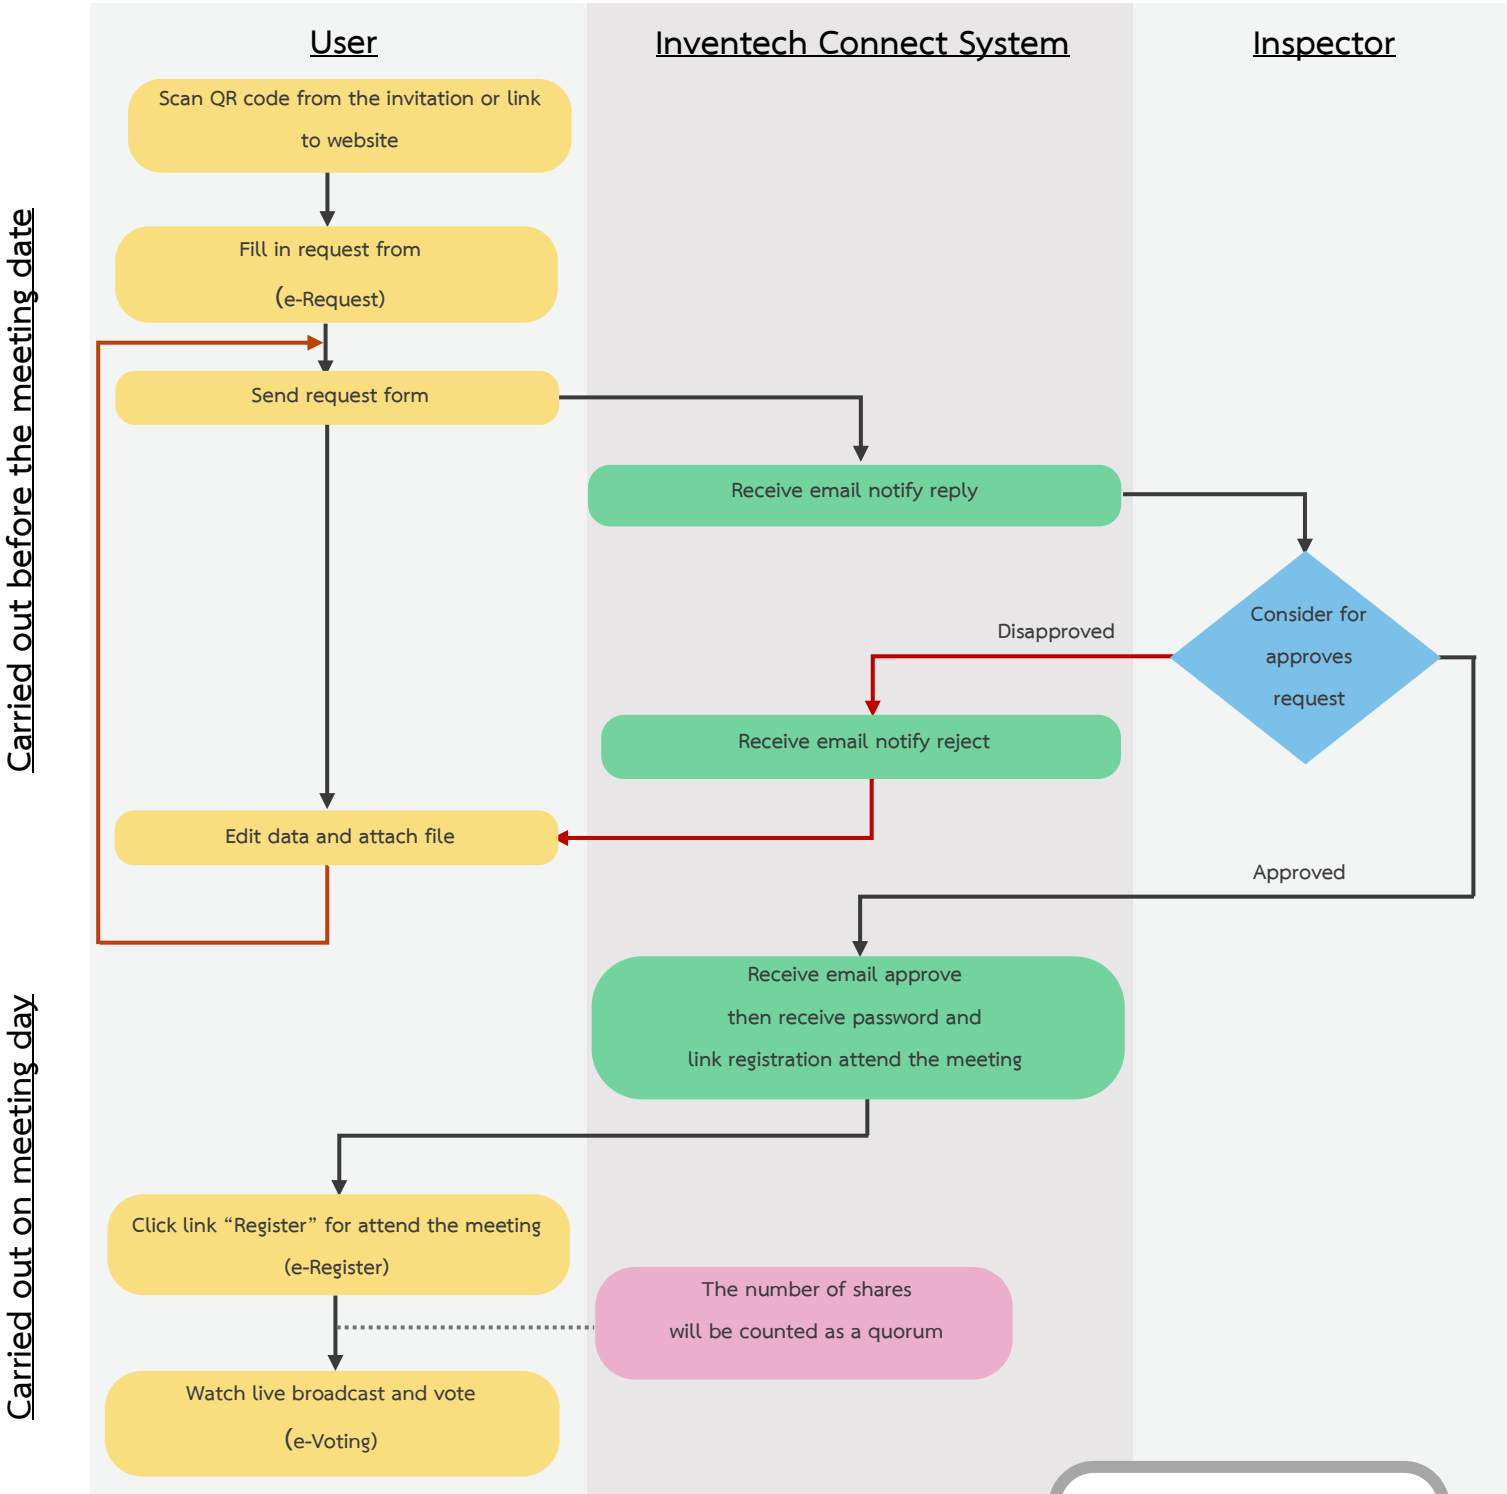 User
Inventech Connect System
Inspector
Carried out before the meeting date
Scan QR code from the invitation or link
to website
Fill in request from
(e-Request)
Send request form
Receive email notify reply
Consider for
approves
request
Disapproved
Receive email notify reject
Edit data and attach file
Approved
Carried out on meeting day
Receive email approve
then receive password and
link registration attend the meeting
Click link “Register” for attend the meeting
(e-Register)
The number of shares
will be counted as a quorum
Watch live broadcast and vote
(e-Voting)